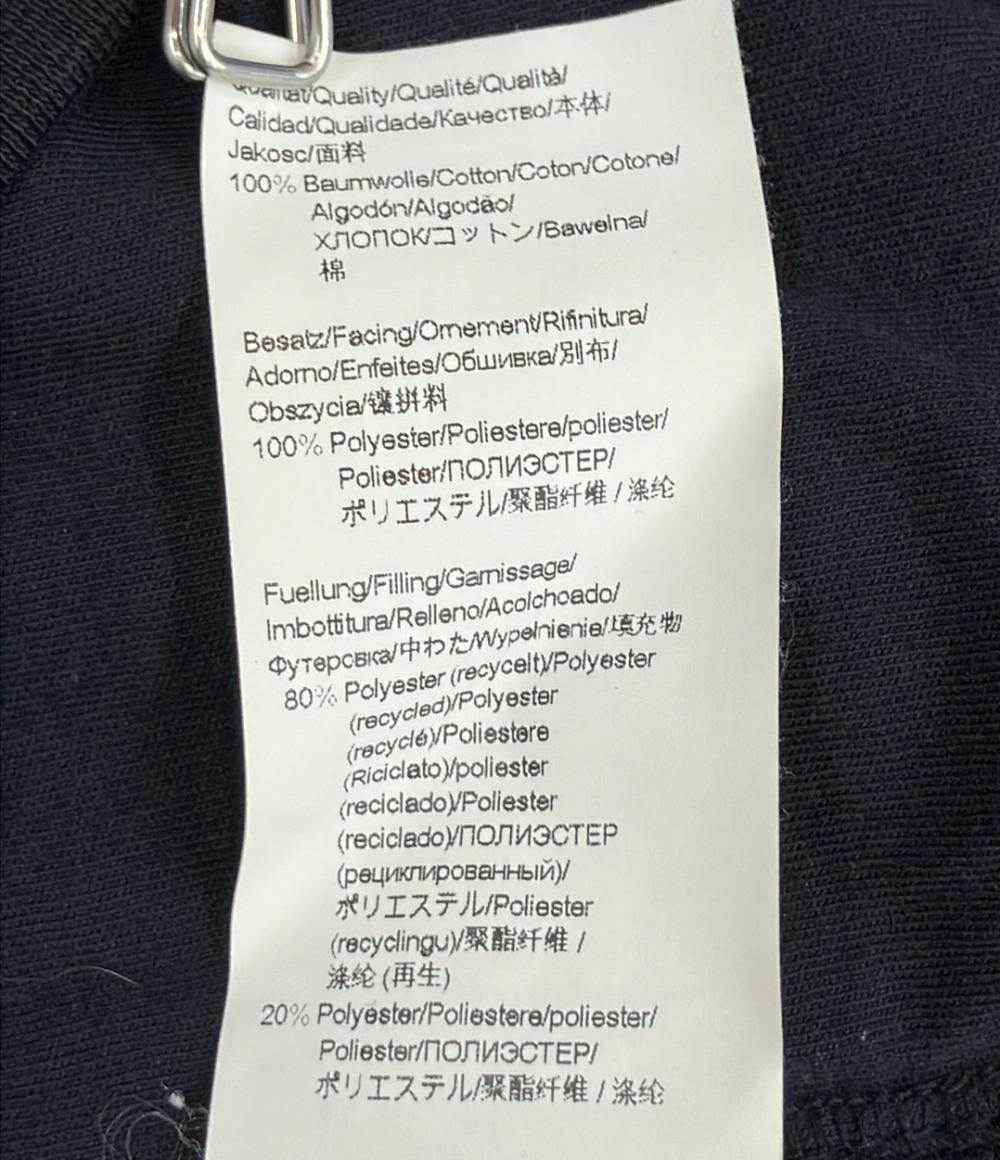 Qualität/Quality/Qualité/Qualità/
Calidad/Qualidade/Качество/本体/
Jakosc/面料
100% Baumwolle/Cotton/Coton/Cotone/
Algodón/Algodão/
ХЛОПОК/コットン/Bawelna/
棉
Besatz/Facing/Ornement/Rifinitura/
Adorno/Enfeites/Обшивка/別布/
Obszycia/镶拼料
100% Polyester/Poliestere/poliester/
Poliester/ПОЛИЭСТЕР/
ポリエステル/聚酯纤维 / 涤纶
Fuellung/Filling/Garnissage/
Imbottitura/Relleno/Acolchoado/
Футеровка/中わた/Wypelnienie/填充物
80% Polyester (recycelt)/Polyester
(recycled)/Polyester
(recyclé)/Poliestere
(Riciclato)/poliester
(reciclado)/Poliester
(reciclado)/ПОЛИЭСТЕР
(рециклированный)/
ポリエステル/Poliester
(recyclingu)/聚酯纤维 /
涤纶 (再生)
20% Polyester/Poliestere/poliester/
Poliester/ПОЛИЭСТЕР/
ポリエステル/聚酯纤维 / 涤纶